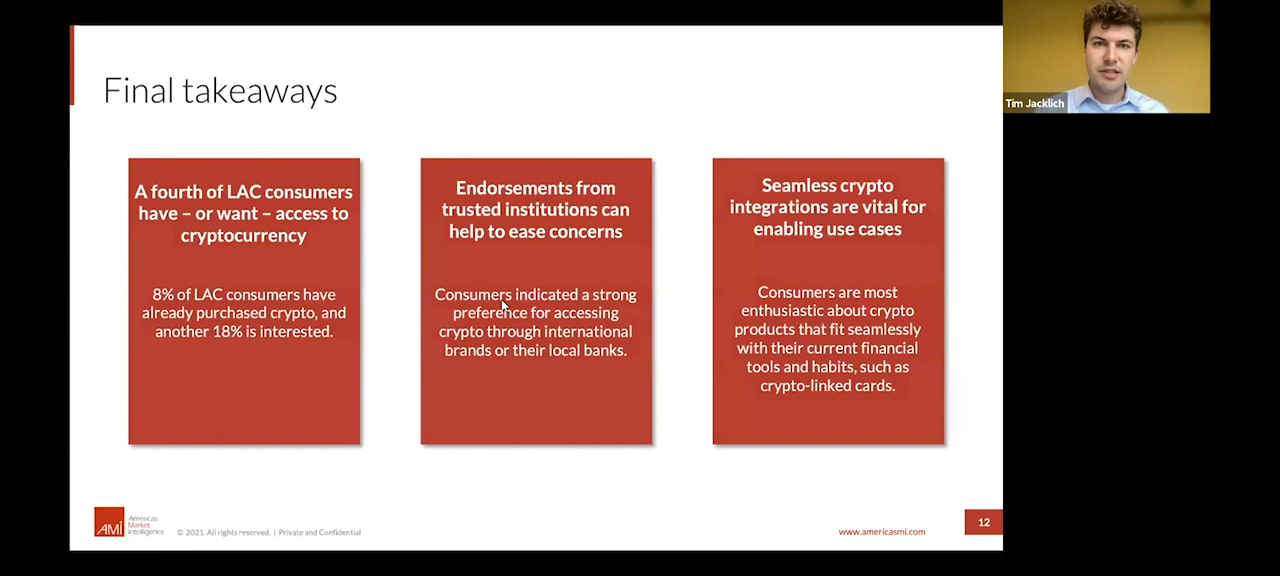 Final takeaways
A fourth of LAC consumers
have – or want – access to
cryptocurrency
8% of LAC consumers have
already purchased crypto, and
another 18% is interested.
Endorsements from
trusted institutions can
help to ease concerns
Consumers indicated a strong
preference for accessing
crypto through international
brands or their local banks.
Seamless crypto
integrations are vital for
enabling use cases
Consumers are most
enthusiastic about crypto
products that fit seamlessly
with their current financial
tools and habits, such as
crypto-linked cards.
AMI
Americas
Market
Intelligence
© 2021. All rights reserved. | Private and Confidential
www.americasmi.com
12
Tim Jacklich